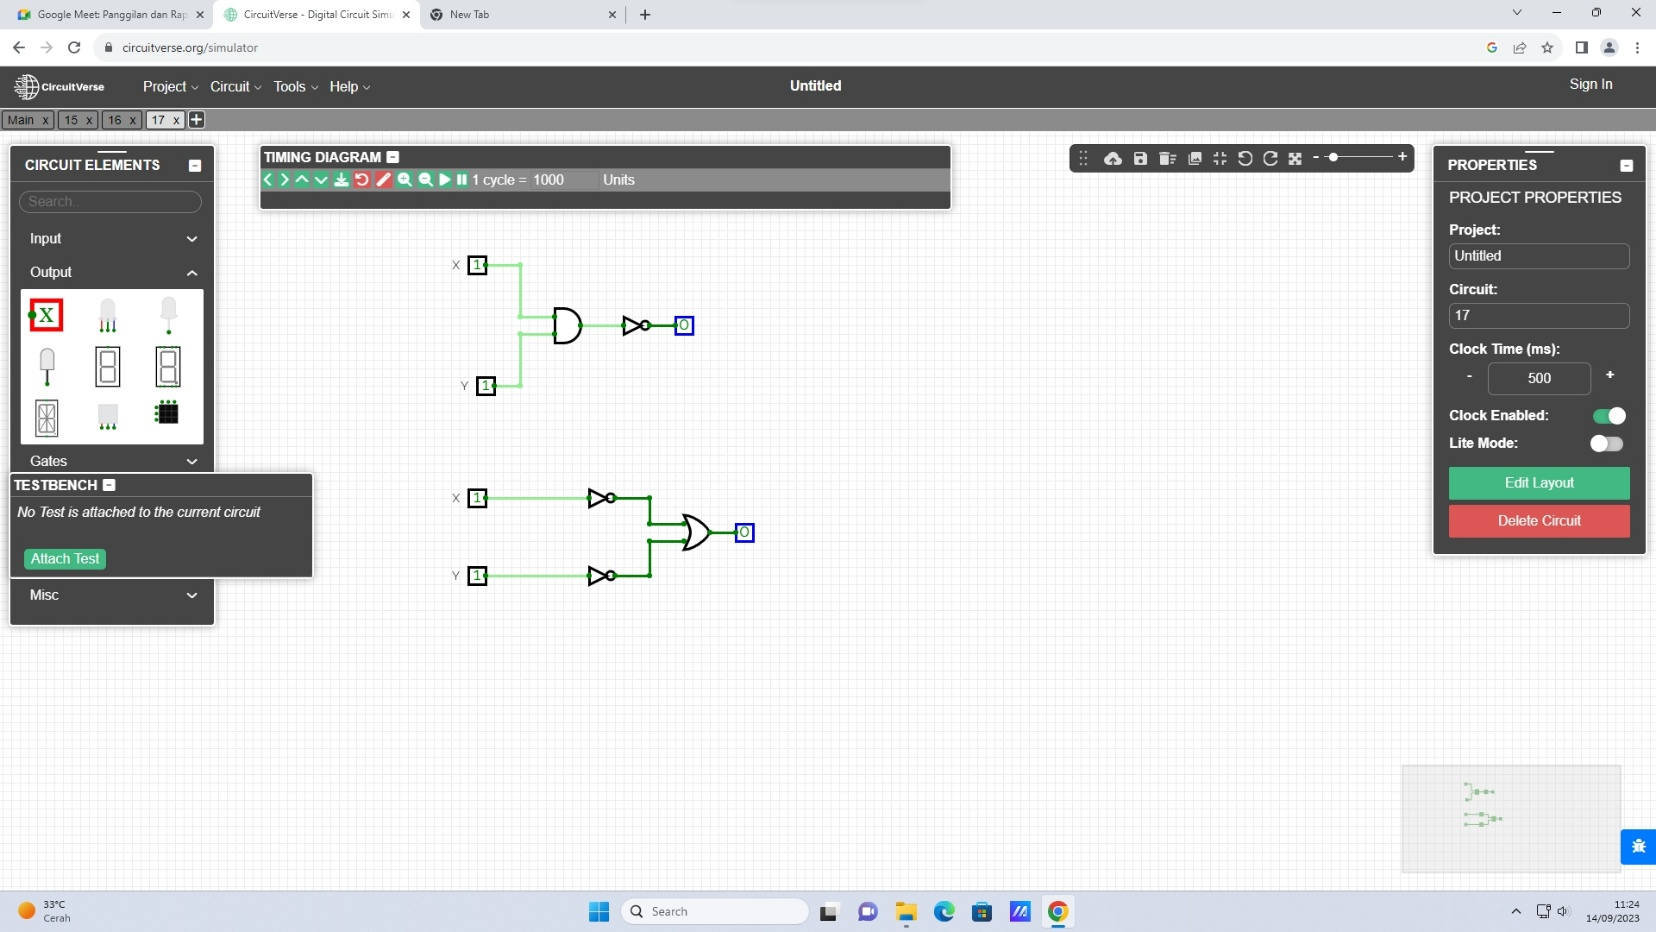 Google Meet: Panggilan dan Rap
CircuitVerse - Digital Circuit Simu
New Tab
circuitverse.org/simulator
CircuitVerse
Project
Circuit
Tools
Help
Untitled
Sign In
Main x
15 x
16 x
17 x
CIRCUIT ELEMENTS
Search..
Input
Output
X
Gates
TESTBENCH
No Test is attached to the current circuit
Attach Test
Misc
TIMING DIAGRAM
1 cycle = 1000 Units
X 1
0
Y 1
X 1
0
Y 1
PROPERTIES
PROJECT PROPERTIES
Project:
Untitled
Circuit:
17
Clock Time (ms):
- 500 +
Clock Enabled:
Lite Mode:
Edit Layout
Delete Circuit
33°C
Cerah
Search
11:24
14/09/2023